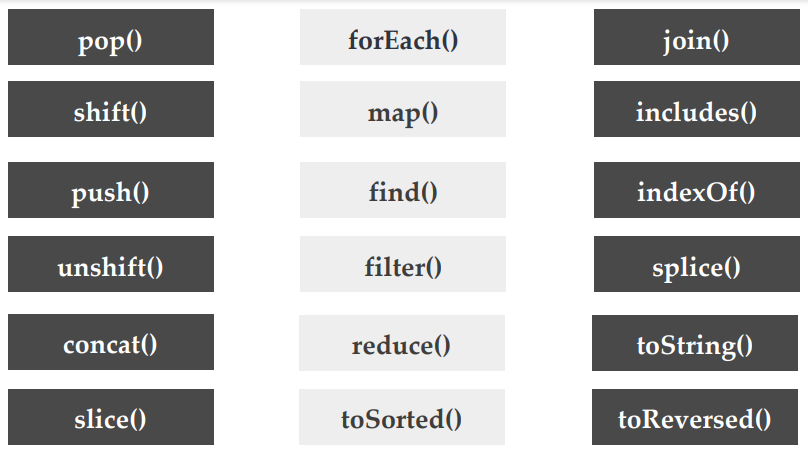 pop()
forEach()
join()
shift()
map()
includes()
push()
find()
indexOf()
unshift()
filter()
splice()
concat()
reduce()
toString()
slice()
toSorted()
toReversed()